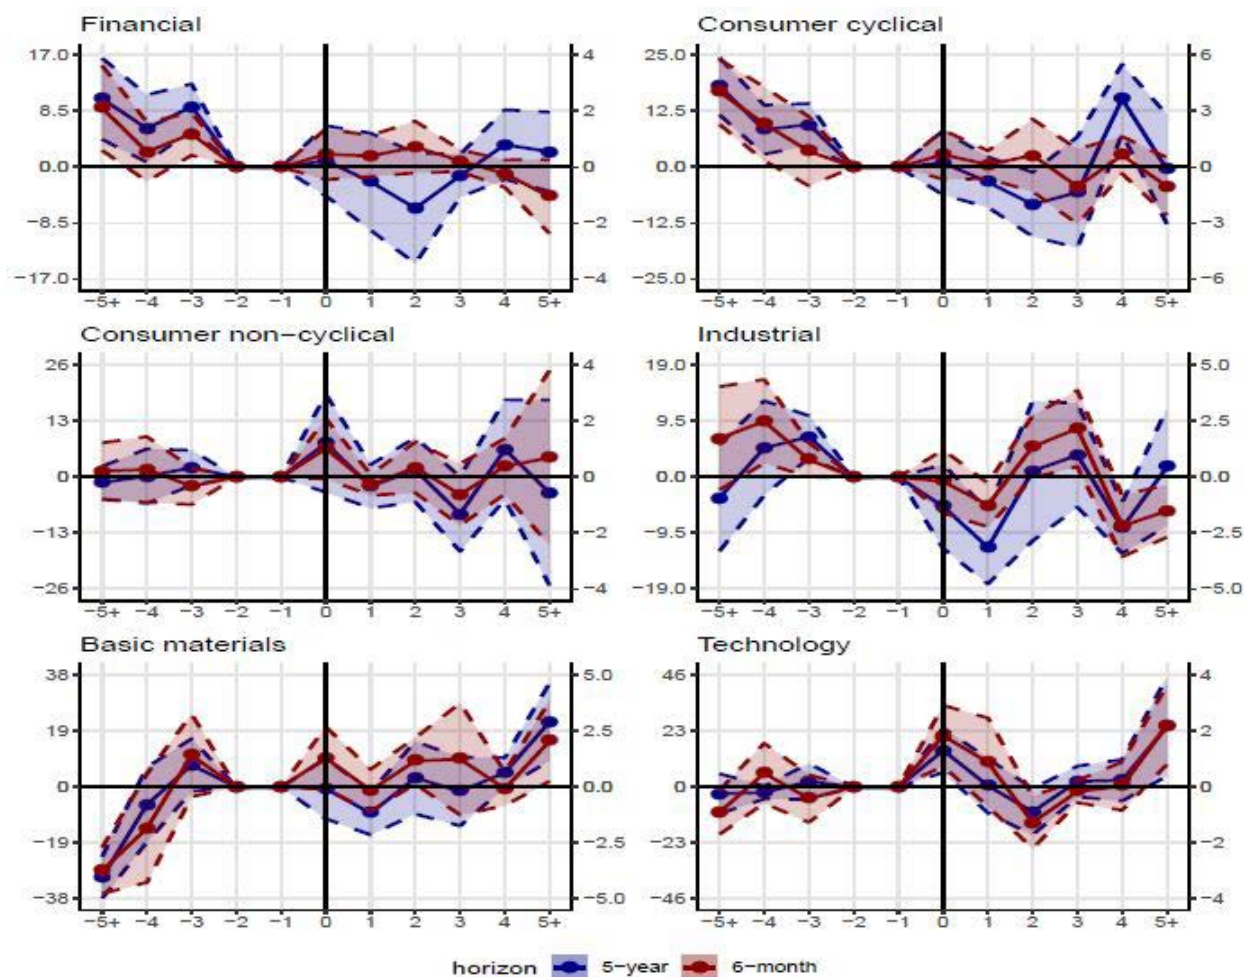 Financial
Consumer cyclical
17.0 4 25.0 6
8.5 2 12.5 3
0.0 0 0.0 0
−8.5 −2 −12.5 −3
−17.0 −4 −25.0 −6
−5+ −4 −3 −2 −1 0 1 2 3 4 5+ −5+ −4 −3 −2 −1 0 1 2 3 4 5+
Consumer non−cyclical
Industrial
26 4 19.0 5.0
13 2 9.5 2.5
0 0 0.0 0.0
−13 −2 −9.5 −2.5
−26 −4 −19.0 −5.0
−5+ −4 −3 −2 −1 0 1 2 3 4 5+ −5+ −4 −3 −2 −1 0 1 2 3 4 5+
Basic materials
Technology
38 5.0 46 4
19 2.5 23 2
0 0.0 0 0
−19 −2.5 −23 −2
−38 −5.0 −46 −4
−5+ −4 −3 −2 −1 0 1 2 3 4 5+ −5+ −4 −3 −2 −1 0 1 2 3 4 5+
horizon 5−year 6−month